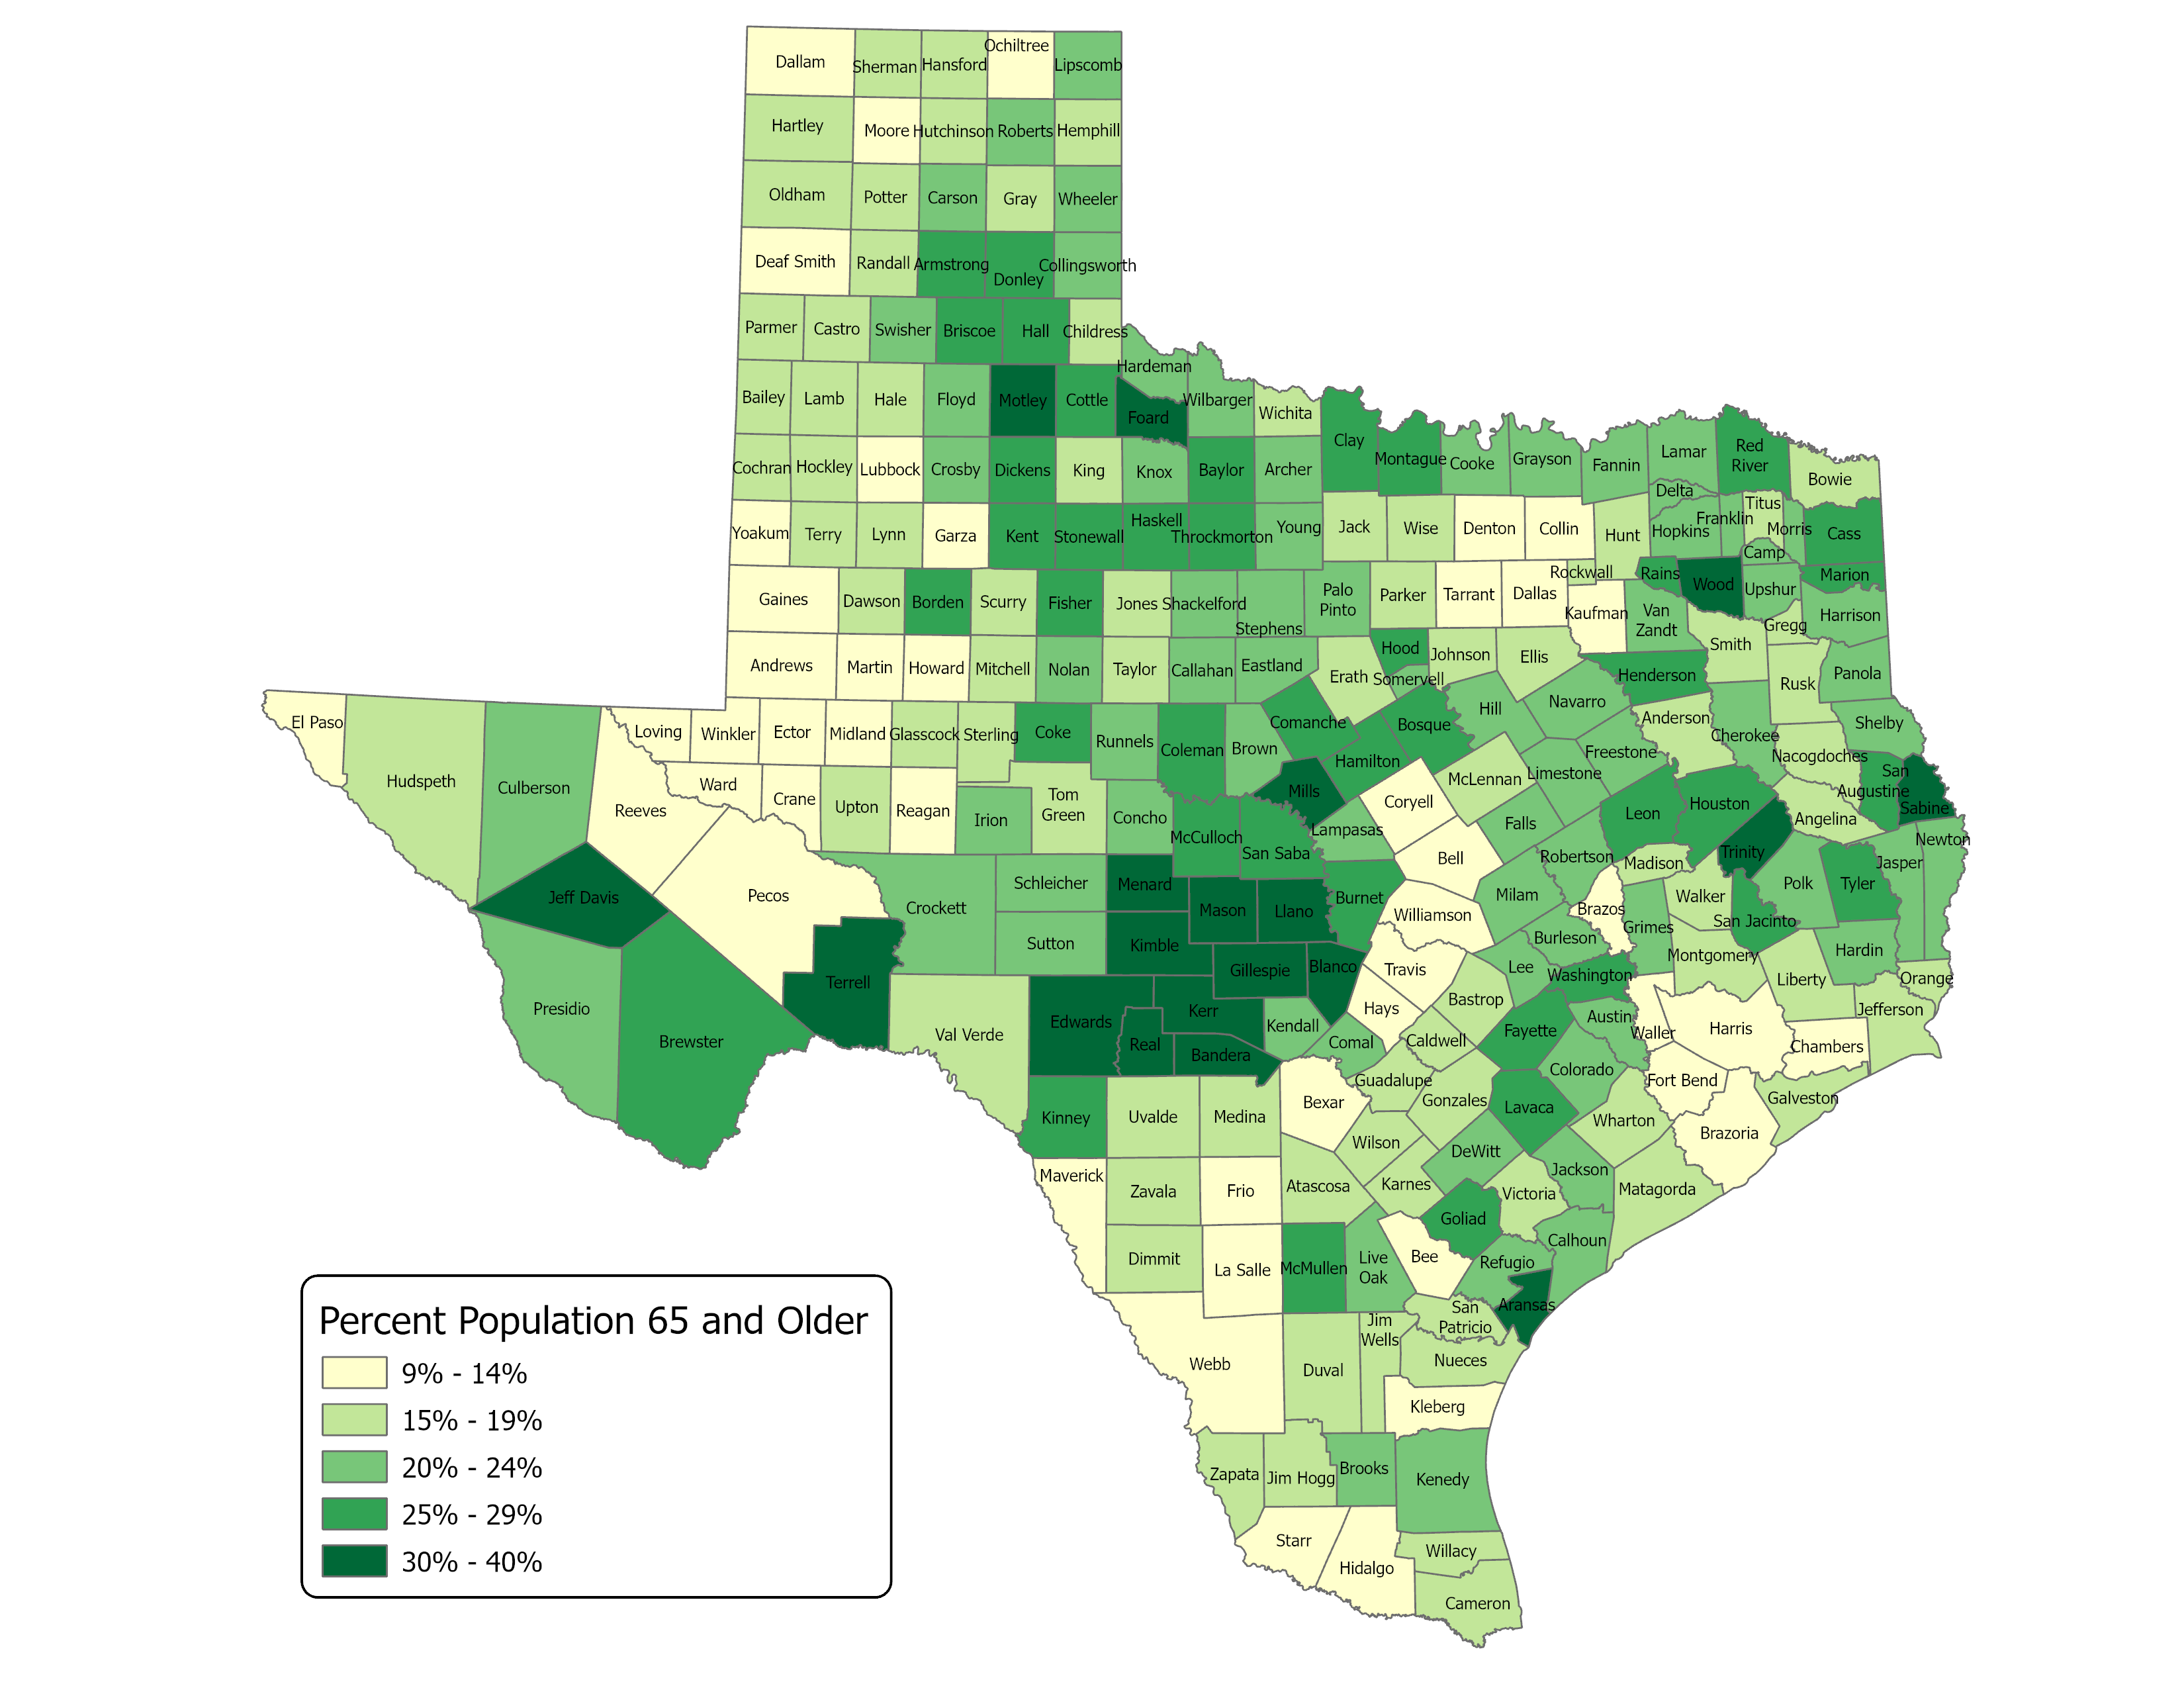 Ochiltree
Dallam
Sherman
Hansford
Lipscomb
Hartley
Moore
Hutchinson
Roberts
Hemphill
Oldham
Potter
Carson
Gray
Wheeler
Deaf Smith
Randall
Armstrong
Donley
Collingsworth
Parmer
Castro
Swisher
Briscoe
Hall
Childress
Hardeman
Bailey
Lamb
Hale
Floyd
Motley
Cottle
Foard
Wilbarger
Wichita
Clay
Montague
Cooke
Grayson
Fannin
Lamar
Red
River
Bowie
Cochran
Hockley
Lubbock
Crosby
Dickens
King
Knox
Baylor
Archer
Delta
Titus
Yoakum
Terry
Lynn
Garza
Kent
Stonewall
Haskell
Throckmorton
Young
Jack
Wise
Denton
Collin
Hunt
Hopkins
Franklin
Morris
Cass
Camp
Gaines
Dawson
Borden
Scurry
Fisher
Jones
Shackelford
Stephens
Palo
Pinto
Parker
Tarrant
Dallas
Rockwall
Kaufman
Rains
Wood
Upshur
Marion
Van
Zandt
Gregg
Harrison
Andrews
Martin
Howard
Mitchell
Nolan
Taylor
Callahan
Eastland
Erath
Hood
Somervell
Johnson
Ellis
Henderson
Smith
Rusk
Panola
El Paso
Hudspeth
Culberson
Loving
Winkler
Ector
Midland
Glasscock
Sterling
Coke
Runnels
Coleman
Brown
Comanche
Bosque
Hill
Navarro
Anderson
Cherokee
Shelby
Reeves
Ward
Crane
Upton
Reagan
Irion
Tom
Green
Concho
McCulloch
Mills
Hamilton
Coryell
McLennan
Limestone
Freestone
Nacogdoches
San
Augustine
Sabine
San Saba
Lampasas
Bell
Falls
Leon
Houston
Angelina
Newton
Jeff Davis
Pecos
Crockett
Schleicher
Menard
Mason
Llano
Burnet
Williamson
Milam
Robertson
Madison
Trinity
Polk
Tyler
Jasper
Brazos
Walker
San Jacinto
Grimes
Presidio
Brewster
Terrell
Sutton
Kimble
Gillespie
Blanco
Travis
Burleson
Lee
Washington
Montgomery
Liberty
Hardin
Orange
Val Verde
Edwards
Kerr
Real
Bandera
Kendall
Hays
Comal
Caldwell
Bastrop
Fayette
Austin
Waller
Harris
Chambers
Jefferson
Kinney
Uvalde
Medina
Bexar
Guadalupe
Gonzales
Lavaca
Colorado
Fort Bend
Galveston
Brazoria
Wharton
Maverick
Zavala
Frio
Atascosa
Wilson
Karnes
DeWitt
Victoria
Jackson
Matagorda
Goliad
Calhoun
Dimmit
La Salle
McMullen
Live
Oak
Bee
Refugio
Aransas
San
Patricio
Webb
Duval
Jim
Wells
Nueces
Kleberg
Zapata
Jim Hogg
Brooks
Kenedy
Starr
Hidalgo
Willacy
Cameron
Percent Population 65 and Older
9% - 14%
15% - 19%
20% - 24%
25% - 29%
30% - 40%